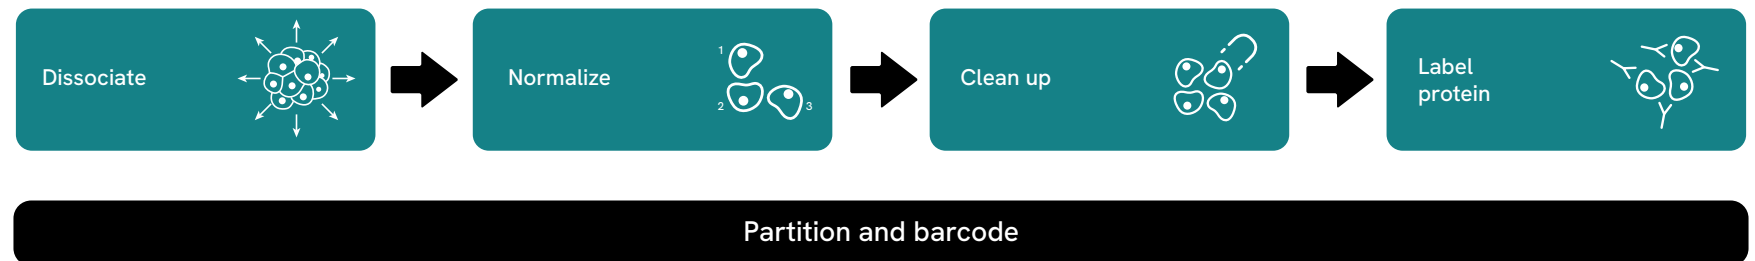 Dissociate
Normalize
1
2
3
Clean up
Label
protein
Partition and barcode